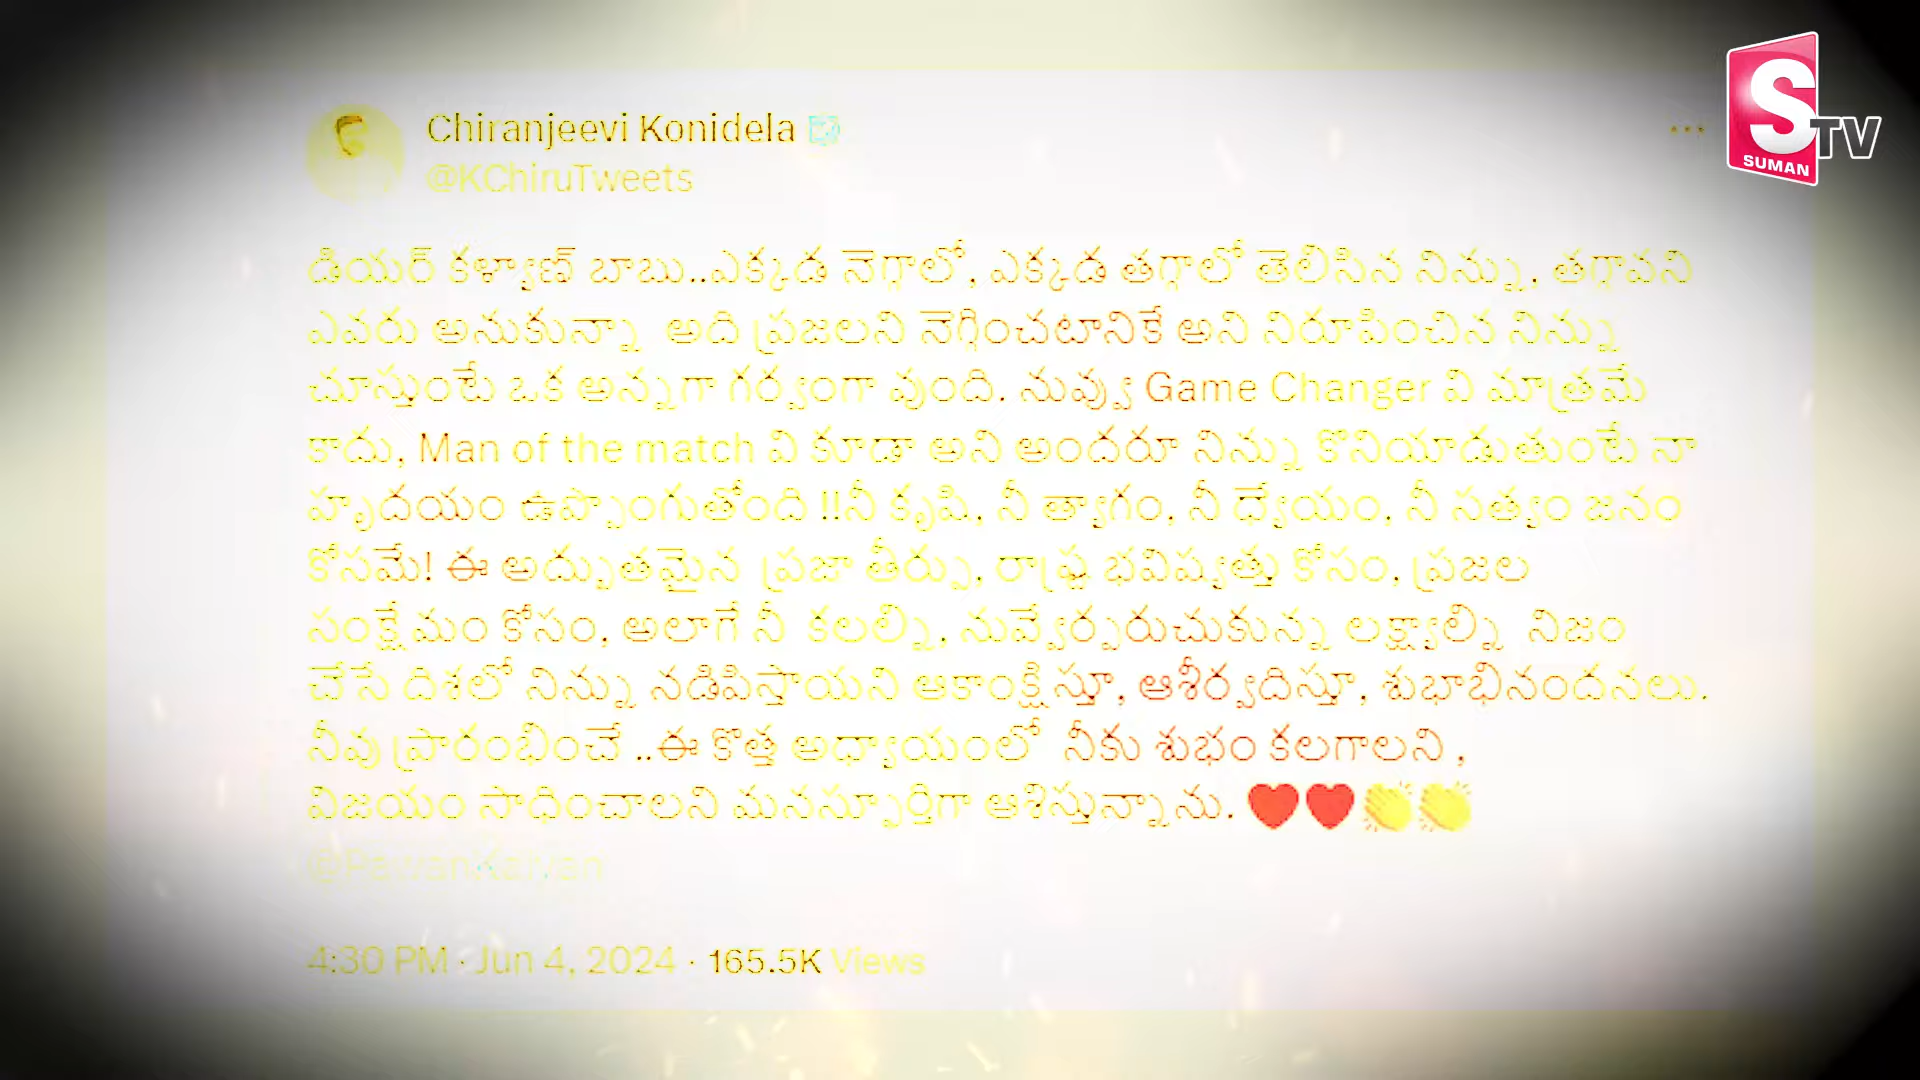 Chiranjeevi Konidela
@KChiruTweets
డియర్ కళ్యాణ్ బాబు..ఎక్కడ నెగ్గాలో, ఎక్కడ తగ్గాలో తెలిసిన నిన్ను, తగ్గావని
ఎవరు అనుకున్నా అది ప్రజలని నెగ్గించటానికే అని నిరూపించిన నిన్ను
చూస్తుంటే ఒక అన్నగా గర్వంగా వుంది. నువ్వు Game Changer వి మాత్రమే
కాదు, Man of the match వి కూడా అని అందరూ నిన్ను కొనియాడుతుంటే నా
హృదయం ఉప్పొంగుతోంది !!నీ కృషి, నీ త్యాగం, నీ ధ్యేయం, నీ సత్యం జనం
కోసమే! ఈ అద్భుతమైన ప్రజా తీర్పు, రాష్ట్ర భవిష్యత్తు కోసం, ప్రజల
సంక్షేమం కోసం, అలాగే నీ కలల్ని, నువ్వేర్పరుచుకున్న లక్ష్యాల్ని నిజం
చేసే దిశలో నిన్ను నడిపిస్తాయని ఆకాంక్షిస్తూ, ఆశీర్వదిస్తూ, శుభాభినందనలు.
నీవు ప్రారంభించే ..ఈ కొత్త అధ్యాయంలో నీకు శుభం కలగాలని ,
విజయం సాధించాలని మనస్పూర్తిగా ఆశిస్తున్నాను. ❤️❤️👏👏
@PawanKalyan
4:30 PM · Jun 4, 2024 · 165.5K Views
S TV
SUMAN